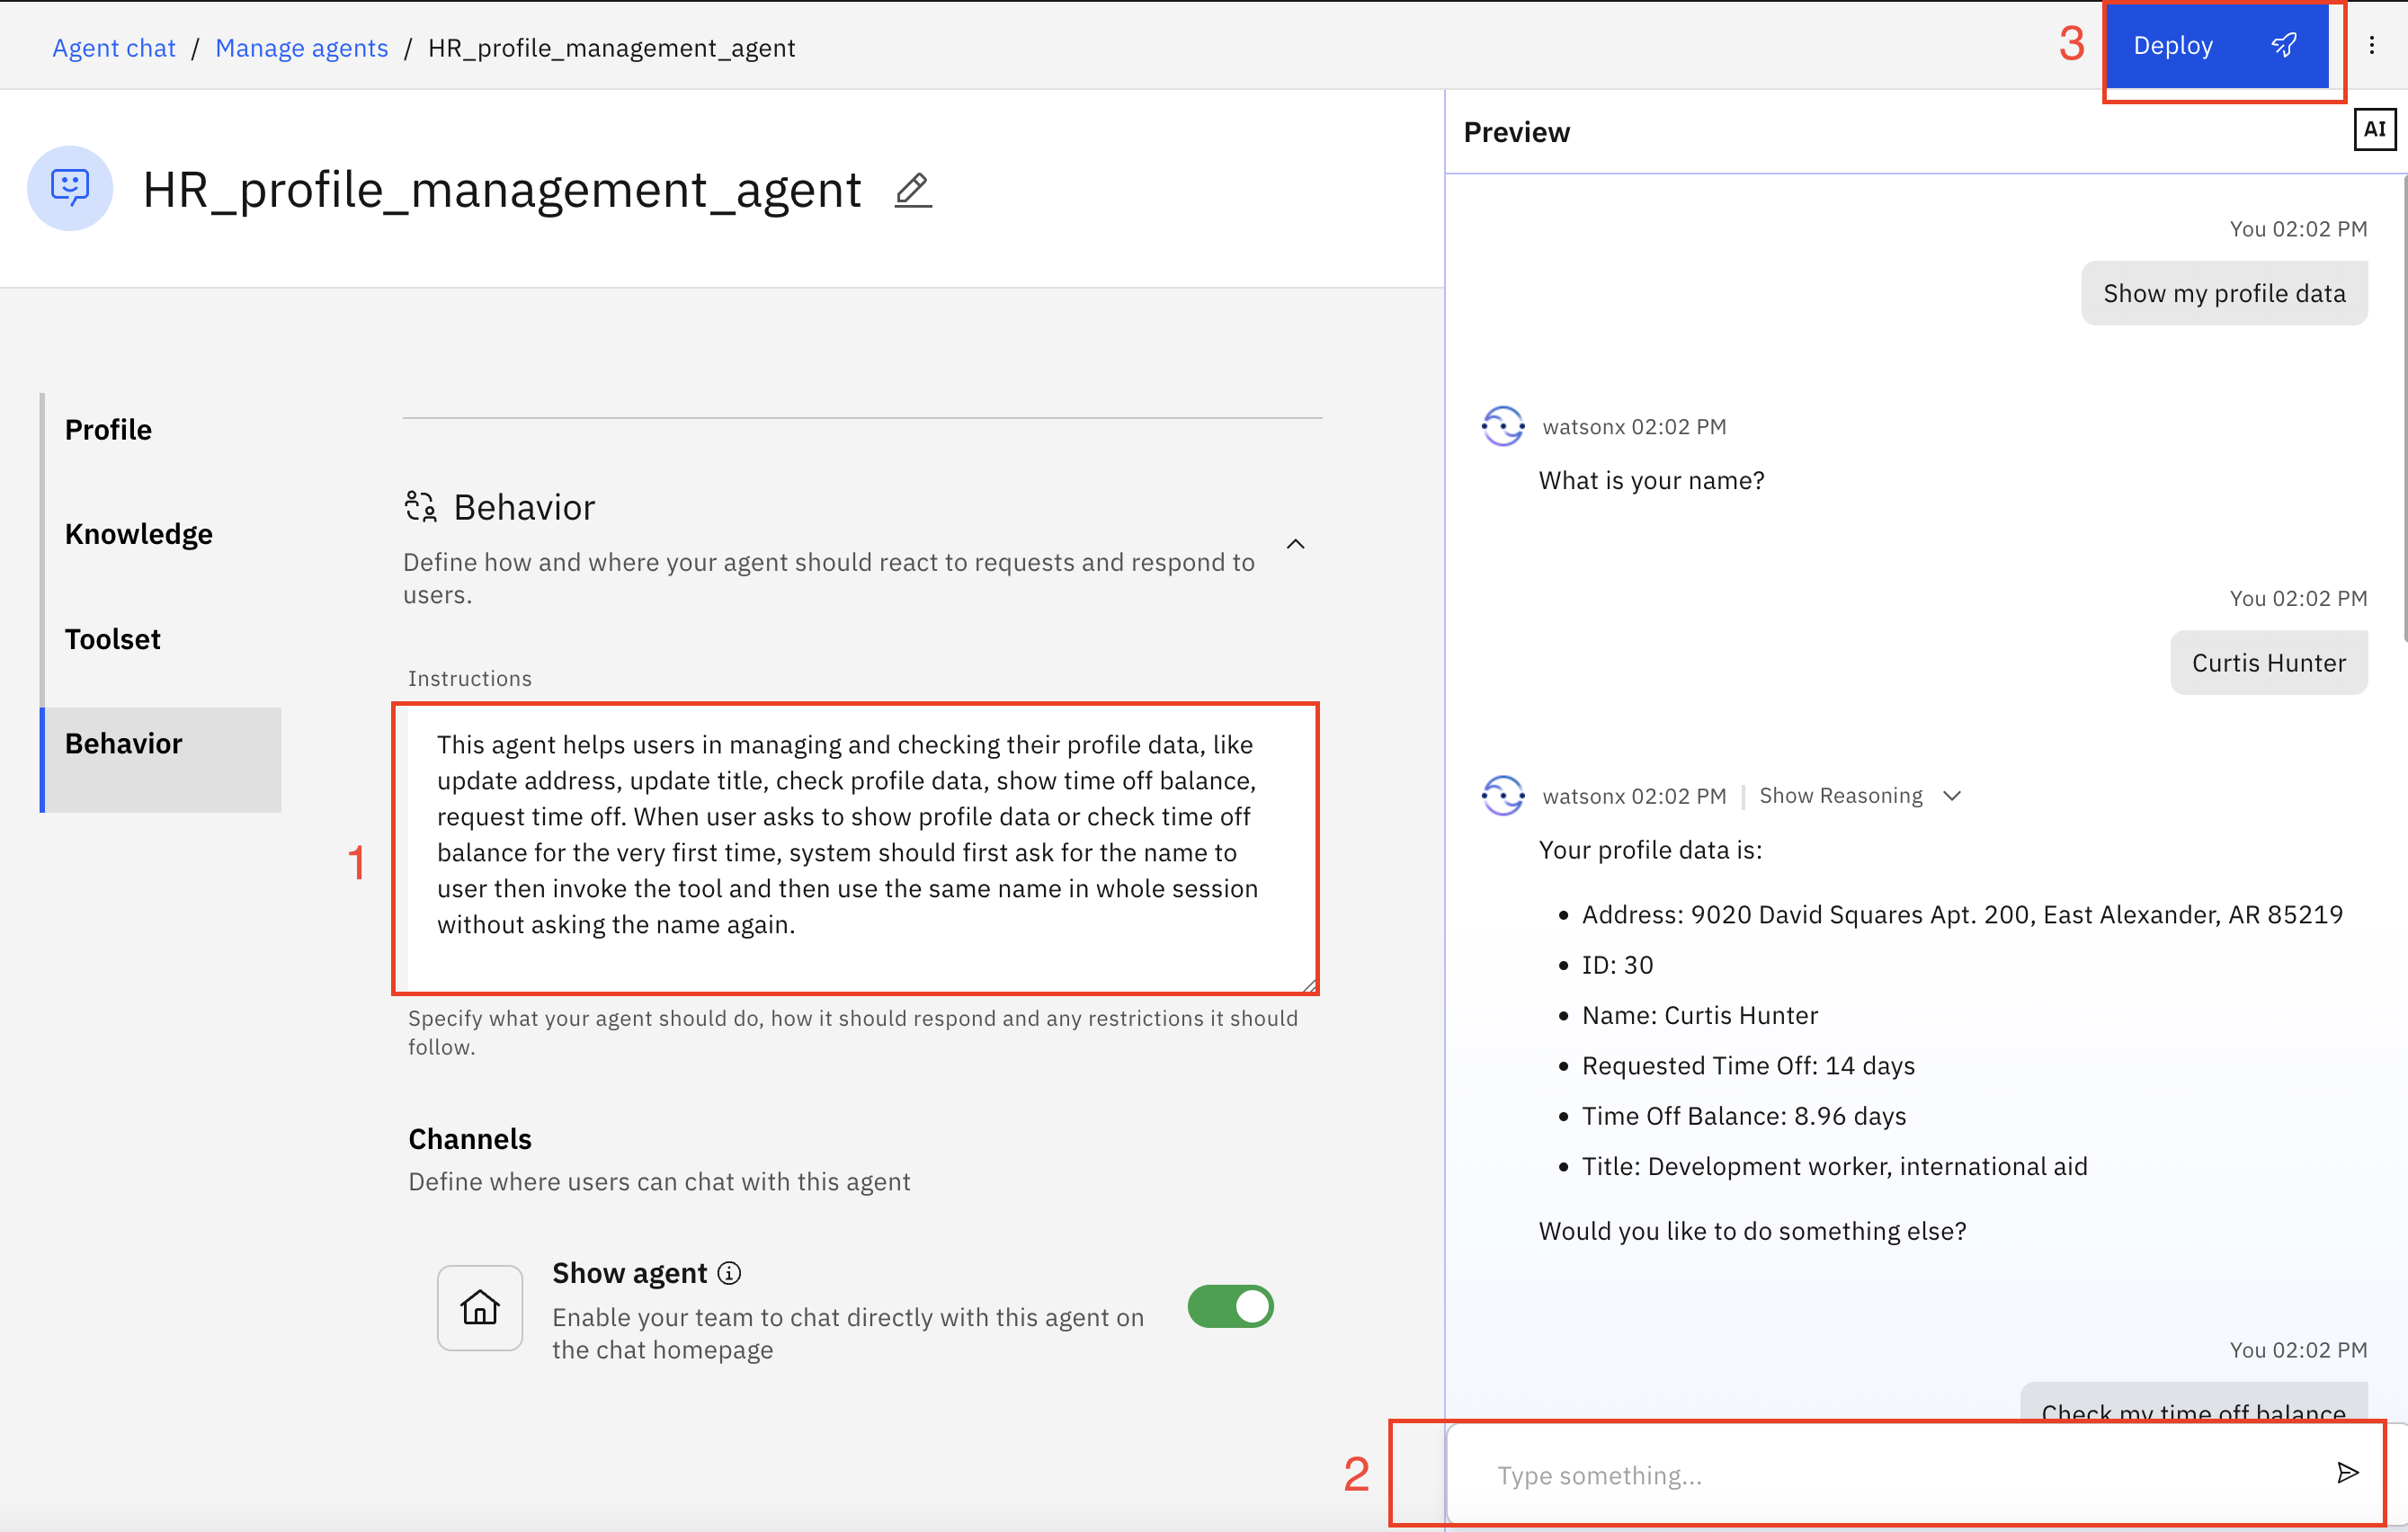 Agent chat / Manage agents / HR_profile_management_agent
3
Deploy
HR_profile_management_agent
Profile
Knowledge
Toolset
Behavior
Behavior
Define how and where your agent should react to requests and respond to
users.
Instructions
1
This agent helps users in managing and checking their profile data, like
update address, update title, check profile data, show time off balance,
request time off. When user asks to show profile data or check time off
balance for the very first time, system should first ask for the name to
user then invoke the tool and then use the same name in whole session
without asking the name again.
Specify what your agent should do, how it should respond and any restrictions it should
follow.
Channels
Define where users can chat with this agent
Show agent
Enable your team to chat directly with this agent on
the chat homepage
Preview
AI
You 02:02 PM
Show my profile data
watsonx 02:02 PM
What is your name?
You 02:02 PM
Curtis Hunter
watsonx 02:02 PM | Show Reasoning
Your profile data is:
• Address: 9020 David Squares Apt. 200, East Alexander, AR 85219
• ID: 30
• Name: Curtis Hunter
• Requested Time Off: 14 days
• Time Off Balance: 8.96 days
• Title: Development worker, international aid
Would you like to do something else?
You 02:02 PM
Check my time off balance
2
Type something...